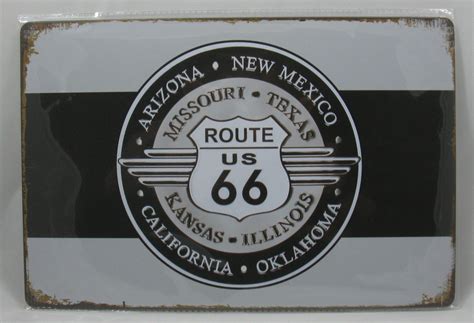 ARIZONA • NEW MEXICO
MISSOURI • TEXAS
ROUTE
US
66
KANSAS • ILLINOIS
CALIFORNIA • OKLAHOMA